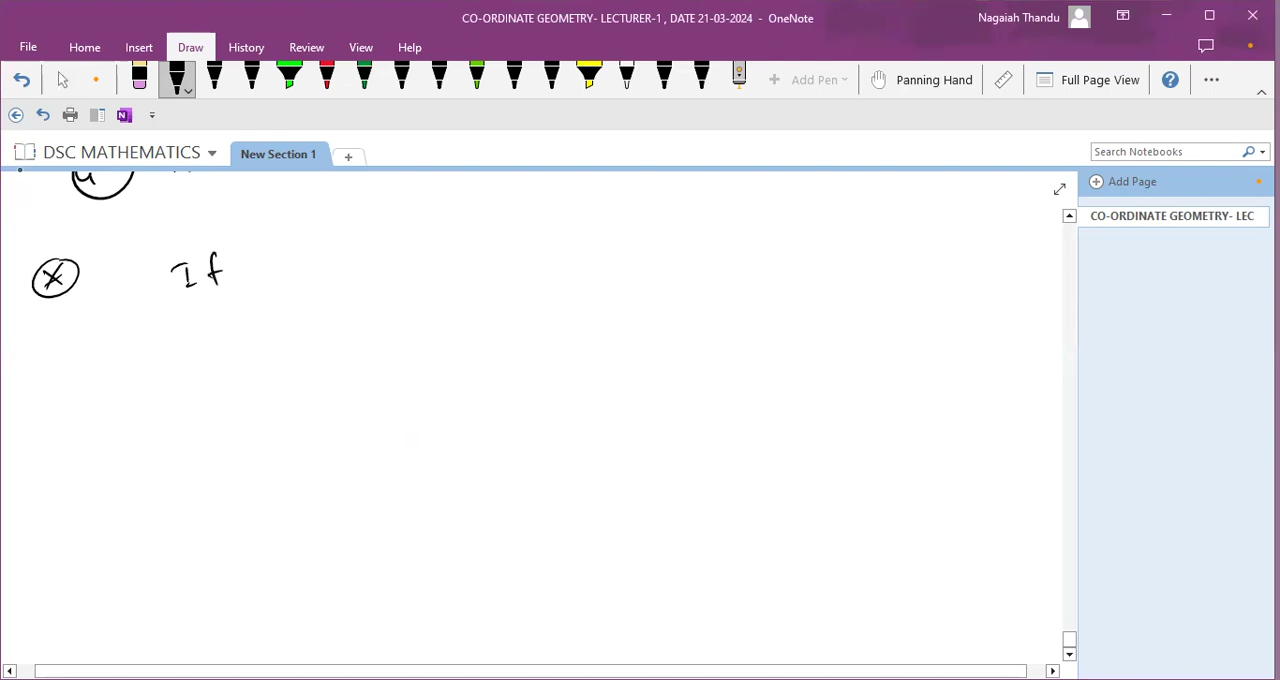 CO-ORDINATE GEOMETRY- LECTURER-1 , DATE 21-03-2024 - OneNote
Nagaiah Thandu
File Home Insert Draw History Review View Help
Add Pen Panning Hand Full Page View
DSC MATHEMATICS New Section 1
Search Notebooks
Add Page
CO-ORDINATE GEOMETRY- LEC
If